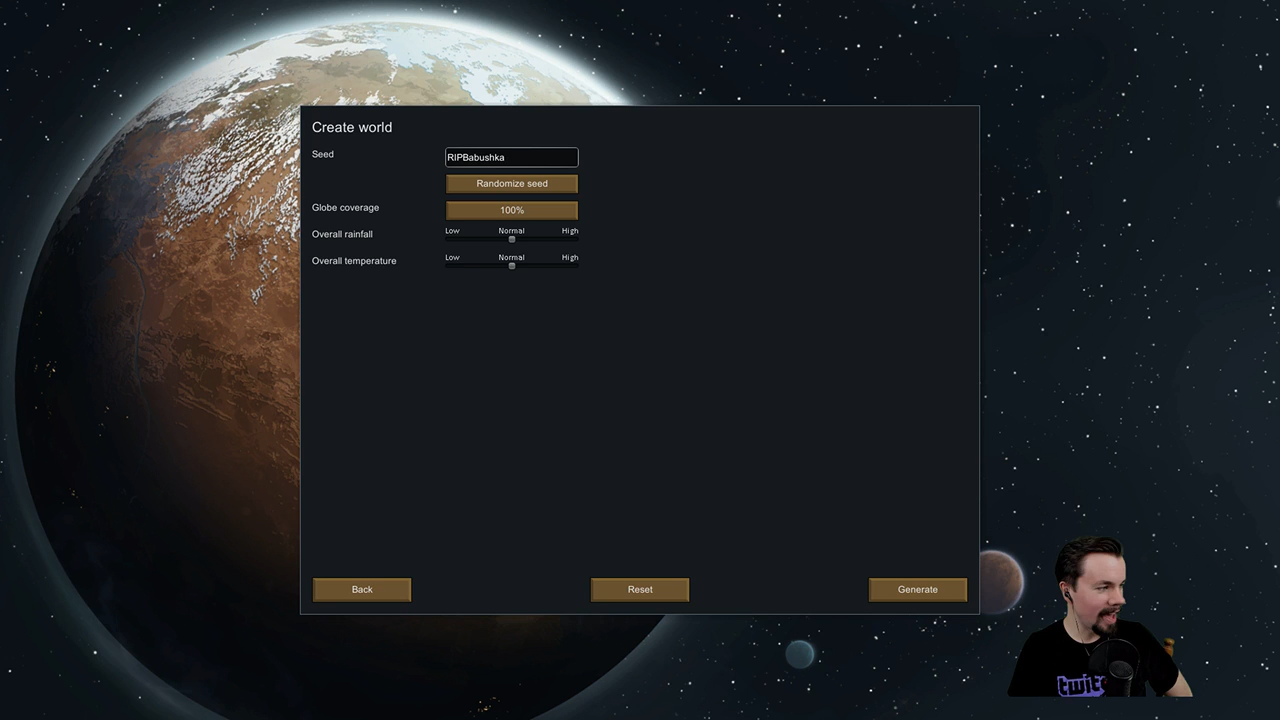 Create world
Seed
RIPBabushka
Randomize seed
Globe coverage
100%
Overall rainfall
Low Normal High
Overall temperature
Low Normal High
Back
Reset
Generate